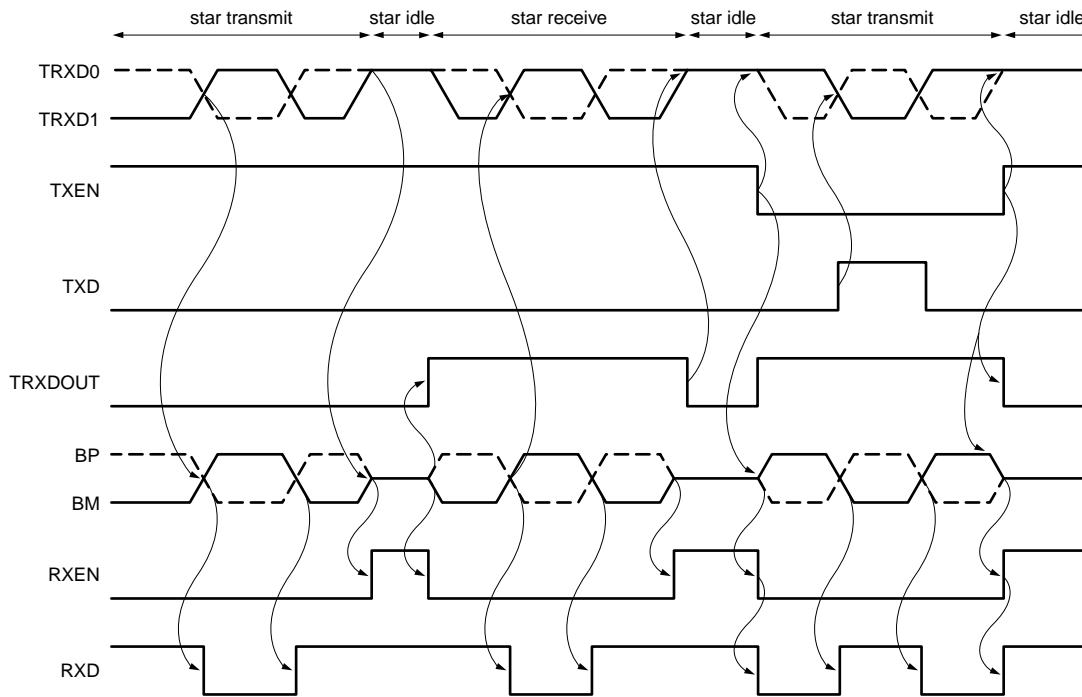 star transmit star idle star receive star idle star transmit star idle
TRXD0
TRXD1
TXEN
TXD
TRXDOUT
BP
BM
RXEN
RXD